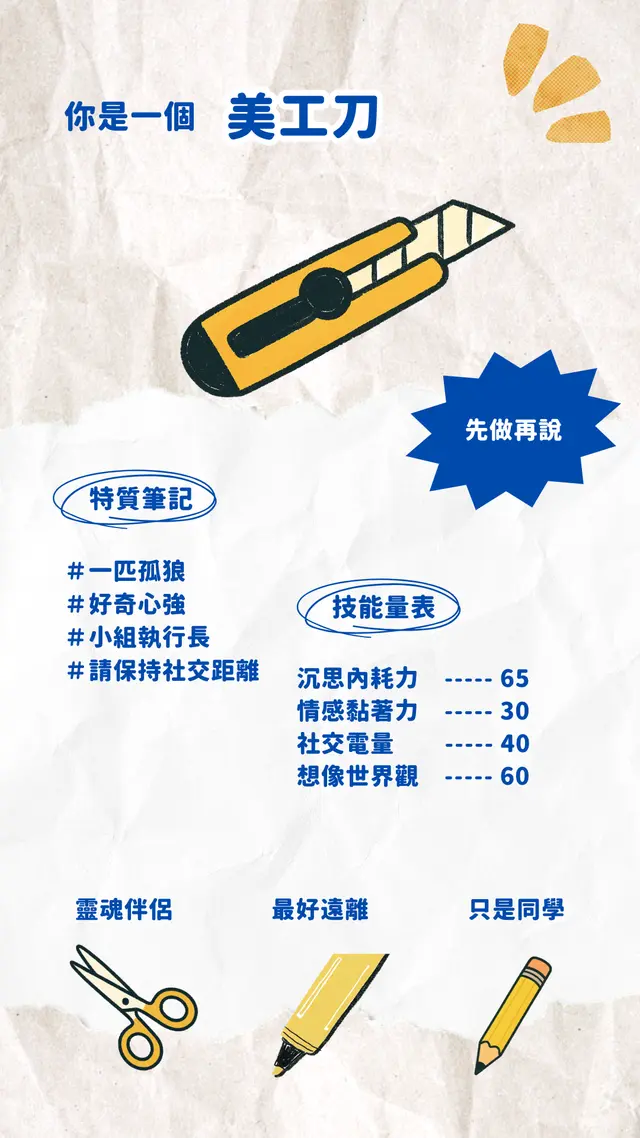 你是一個 美工刀
先做再說
特質筆記
#一匹孤狼
#好奇心強
#小組執行長
#請保持社交距離
技能量表
沉思內耗力 ----- 65
情感黏著力 ----- 30
社交電量 ----- 40
想像世界觀 ----- 60
靈魂伴侶 最好遠離 只是同學